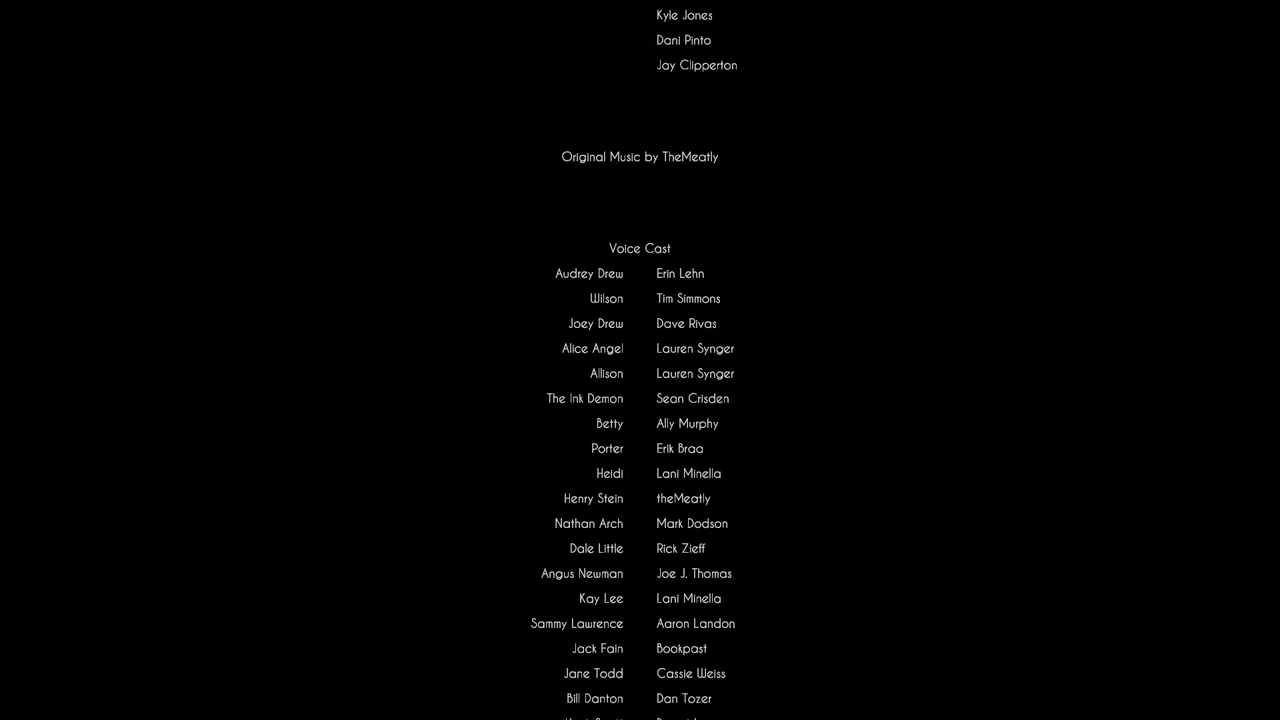 Kyle Jones
Dani Pinto
Jay Clipperton
Original Music by TheMeatly
Voice Cast
Audrey Drew Erin Lehn
Wilson Tim Simmons
Joey Drew Dave Rivas
Alice Angel Lauren Synger
Allison Lauren Synger
The Ink Demon Sean Crisden
Betty Ally Murphy
Porter Erik Braa
Heidi Lani Minella
Henry Stein theMeatly
Nathan Arch Mark Dodson
Dale Little Rick Zieff
Angus Newman Joe J. Thomas
Kay Lee Lani Minella
Sammy Lawrence Aaron Landon
Jack Fain Bookpast
Jane Todd Cassie Weiss
Bill Danton Dan Tozer